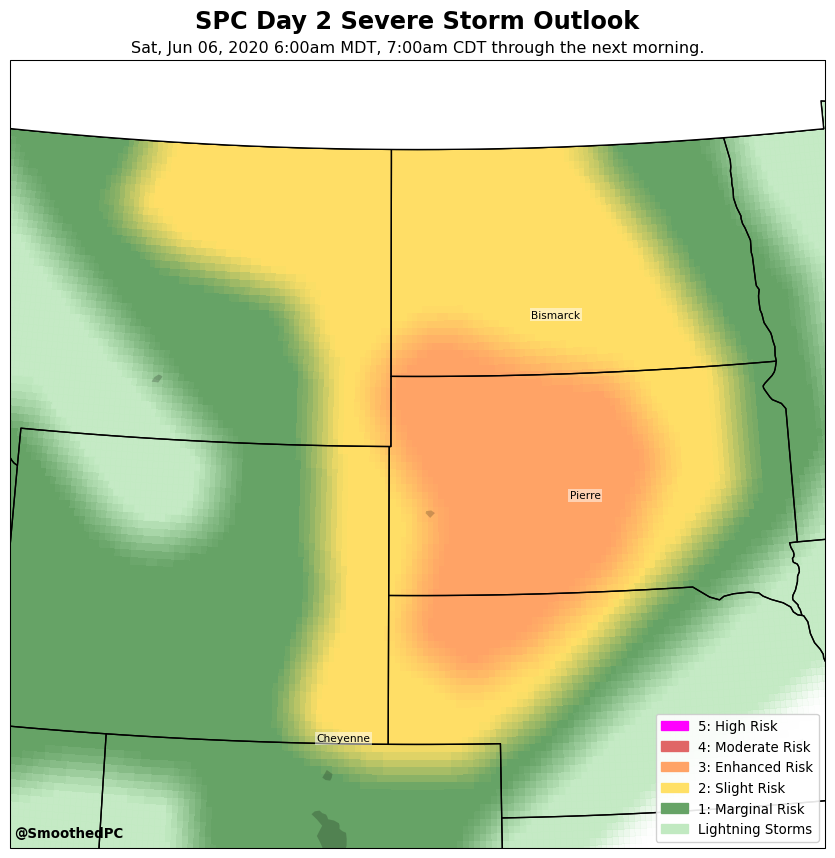 SPC Day 2 Severe Storm Outlook
Sat, Jun 06, 2020 6:00am MDT, 7:00am CDT through the next morning.
Bismarck
Pierre
Cheyenne
5: High Risk
4: Moderate Risk
3: Enhanced Risk
2: Slight Risk
1: Marginal Risk
Lightning Storms
@SmoothedPC